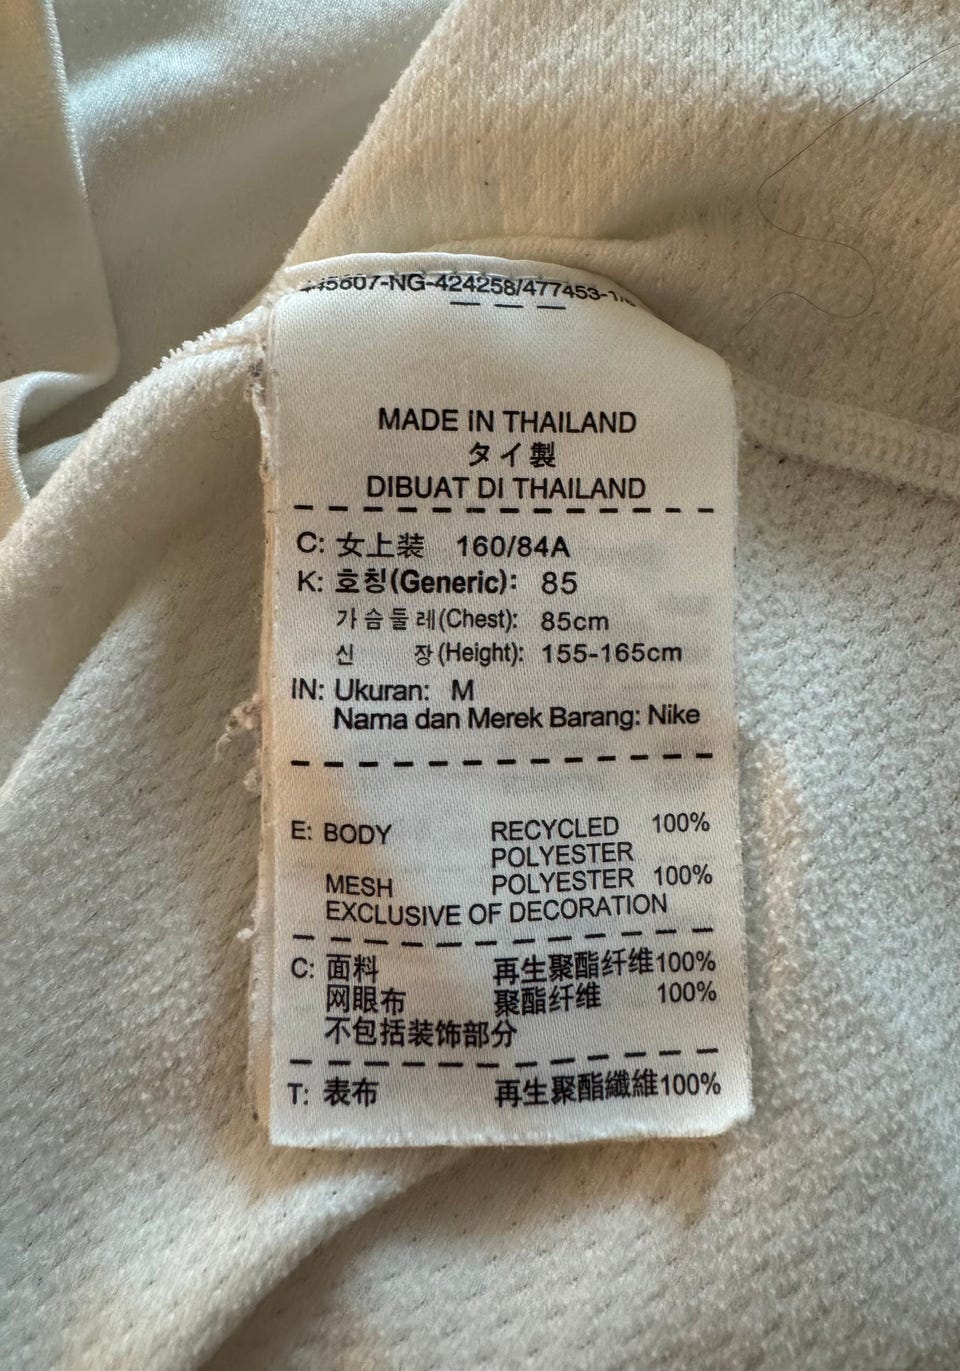 -NG-424258/477453-
MADE IN THAILAND
タイ製
DIBUAT DI THAILAND
C: 女上装 160/84A
K: 호칭(Generic): 85
가슴둘레(Chest): 85cm
신 장(Height): 155-165cm
IN: Ukuran: M
Nama dan Merek Barang: Nike
E: BODY RECYCLED 100%
POLYESTER
MESH POLYESTER 100%
EXCLUSIVE OF DECORATION
C: 面料 再生聚酯纤维100%
网眼布 聚酯纤维 100%
不包括装饰部分
T: 表布 再生聚酯纖維100%